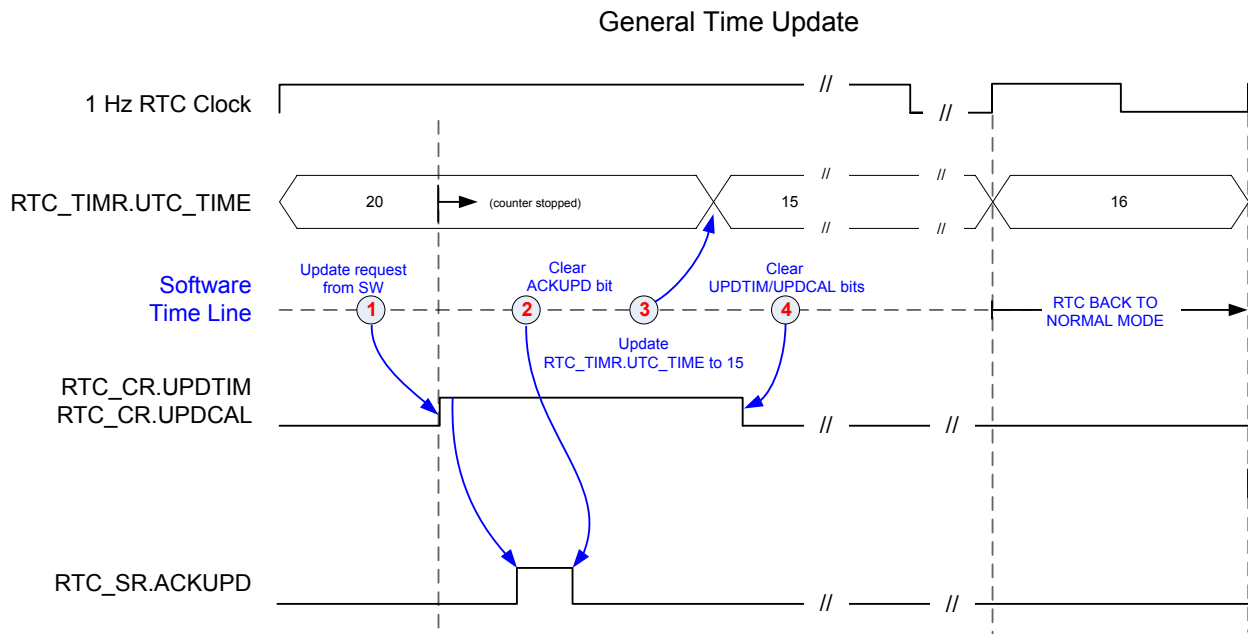 General Time Update
1 Hz RTC Clock
//
//
RTC_TIMR.UTC_TIME
20
(counter stopped)
15
//
//
//
//
16
Software
Time Line
Update request
from SW
1
Clear
ACKUPD bit
2
3
Update
RTC_TIMR.UTC_TIME to 15
Clear
UPDTIM/UPDCAL bits
4
RTC BACK TO
NORMAL MODE
RTC_CR.UPDTIM
RTC_CR.UPDCAL
//
//
RTC_SR.ACKUPD
//
//